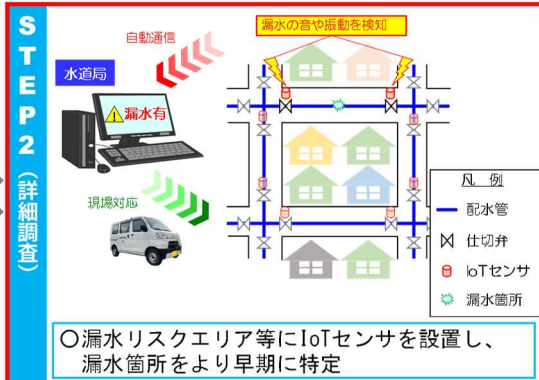 STEP2（詳細調査）
自動通信
水道局
漏水有
現場対応
漏水の音や振動を検知
凡 例
配水管
仕切弁
IoTセンサ
漏水箇所
○漏水リスクエリア等にIoTセンサを設置し、
漏水箇所をより早期に特定